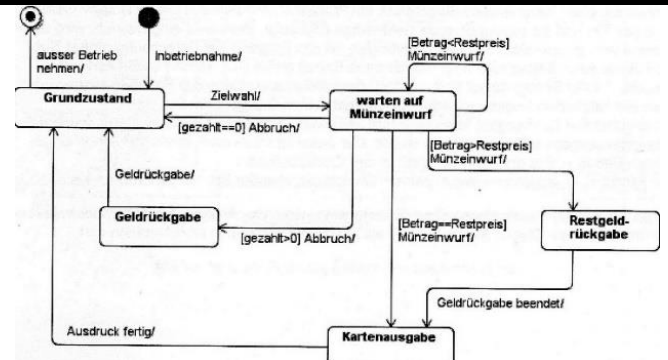 ausser Betrieb
nehmen/
Inbetriebnahme/
[Betrag<Restpreis]
Münzeinwurf/
Grundzustand
Zielwahl/
warten auf
Münzeinwurf
[gezahlt==0] Abbruch/
[Betrag>Restpreis]
Münzeinwurf/
Geldrückgabe/
Geldrückgabe
[gezahlt>0] Abbruch/
[Betrag==Restpreis]
Münzeinwurf/
Restgeld-
rückgabe
Geldrückgabe beendet/
Ausdruck fertig/
Kartenausgabe